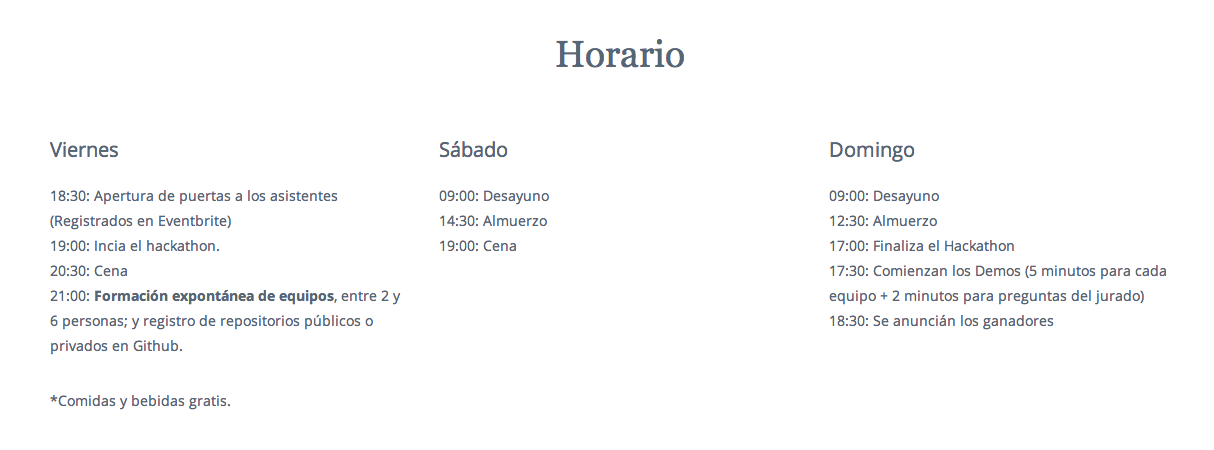 Horario
Viernes
18:30: Apertura de puertas a los asistentes
(Registrados en Eventbrite)
19:00: Incia el hackathon.
20:30: Cena
21:00: Formación expontánea de equipos, entre 2 y
6 personas; y registro de repositorios públicos o
privados en Github.
*Comidas y bebidas gratis.
Sábado
09:00: Desayuno
14:30: Almuerzo
19:00: Cena
Domingo
09:00: Desayuno
12:30: Almuerzo
17:00: Finaliza el Hackathon
17:30: Comienzan los Demos (5 minutos para cada
equipo + 2 minutos para preguntas del jurado)
18:30: Se anuncián los ganadores